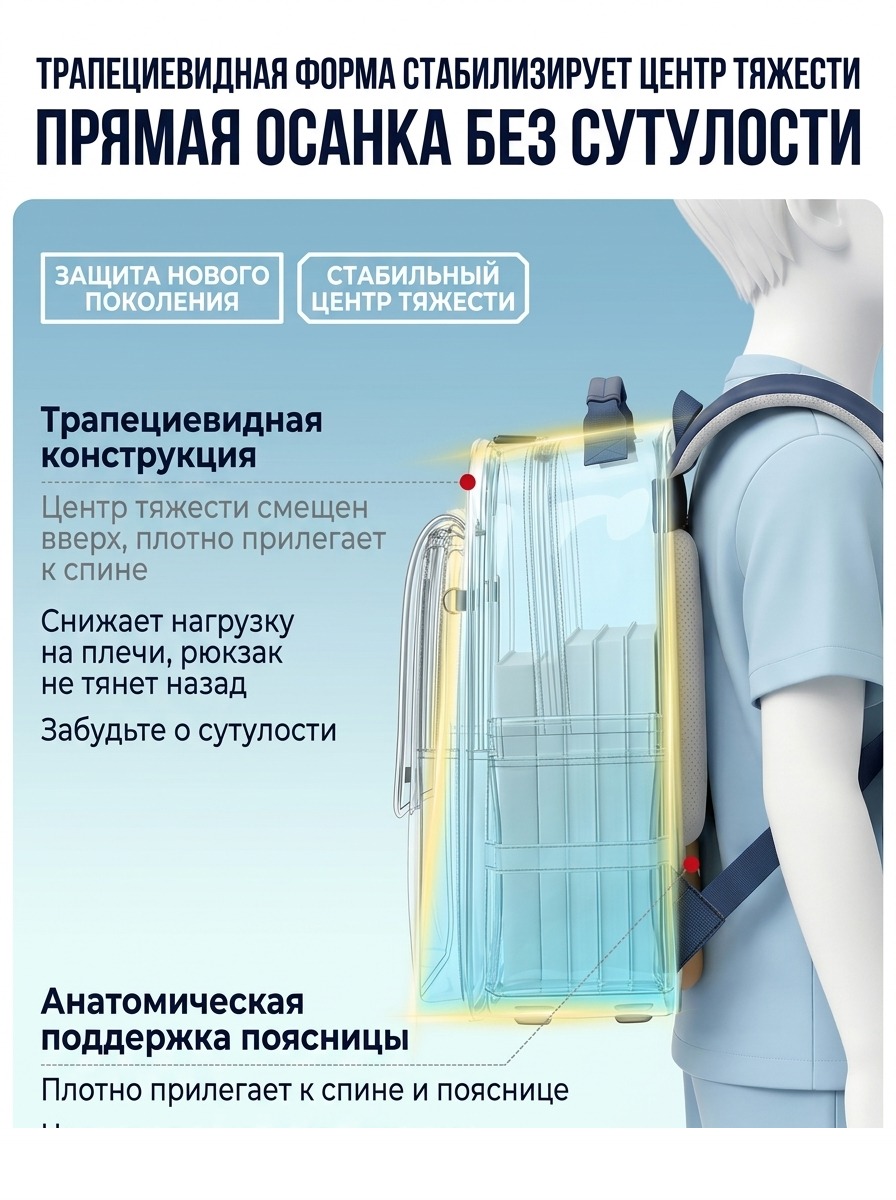 ТРАПЕЦИЕВИДНАЯ ФОРМА СТАБИЛИЗИРУЕТ ЦЕНТР ТЯЖЕСТИ
ПРЯМАЯ ОСАНКА БЕЗ СУТУЛОСТИ
ЗАЩИТА НОВОГО
ПОКОЛЕНИЯ
СТАБИЛЬНЫЙ
ЦЕНТР ТЯЖЕСТИ
Трапециевидная
конструкция
Центр тяжести смещен
вверх, плотно прилегает
к спине
Снижает нагрузку
на плечи, рюкзак
не тянет назад
Забудьте о сутулости
Анатомическая
поддержка поясницы
Плотно прилегает к спине и пояснице